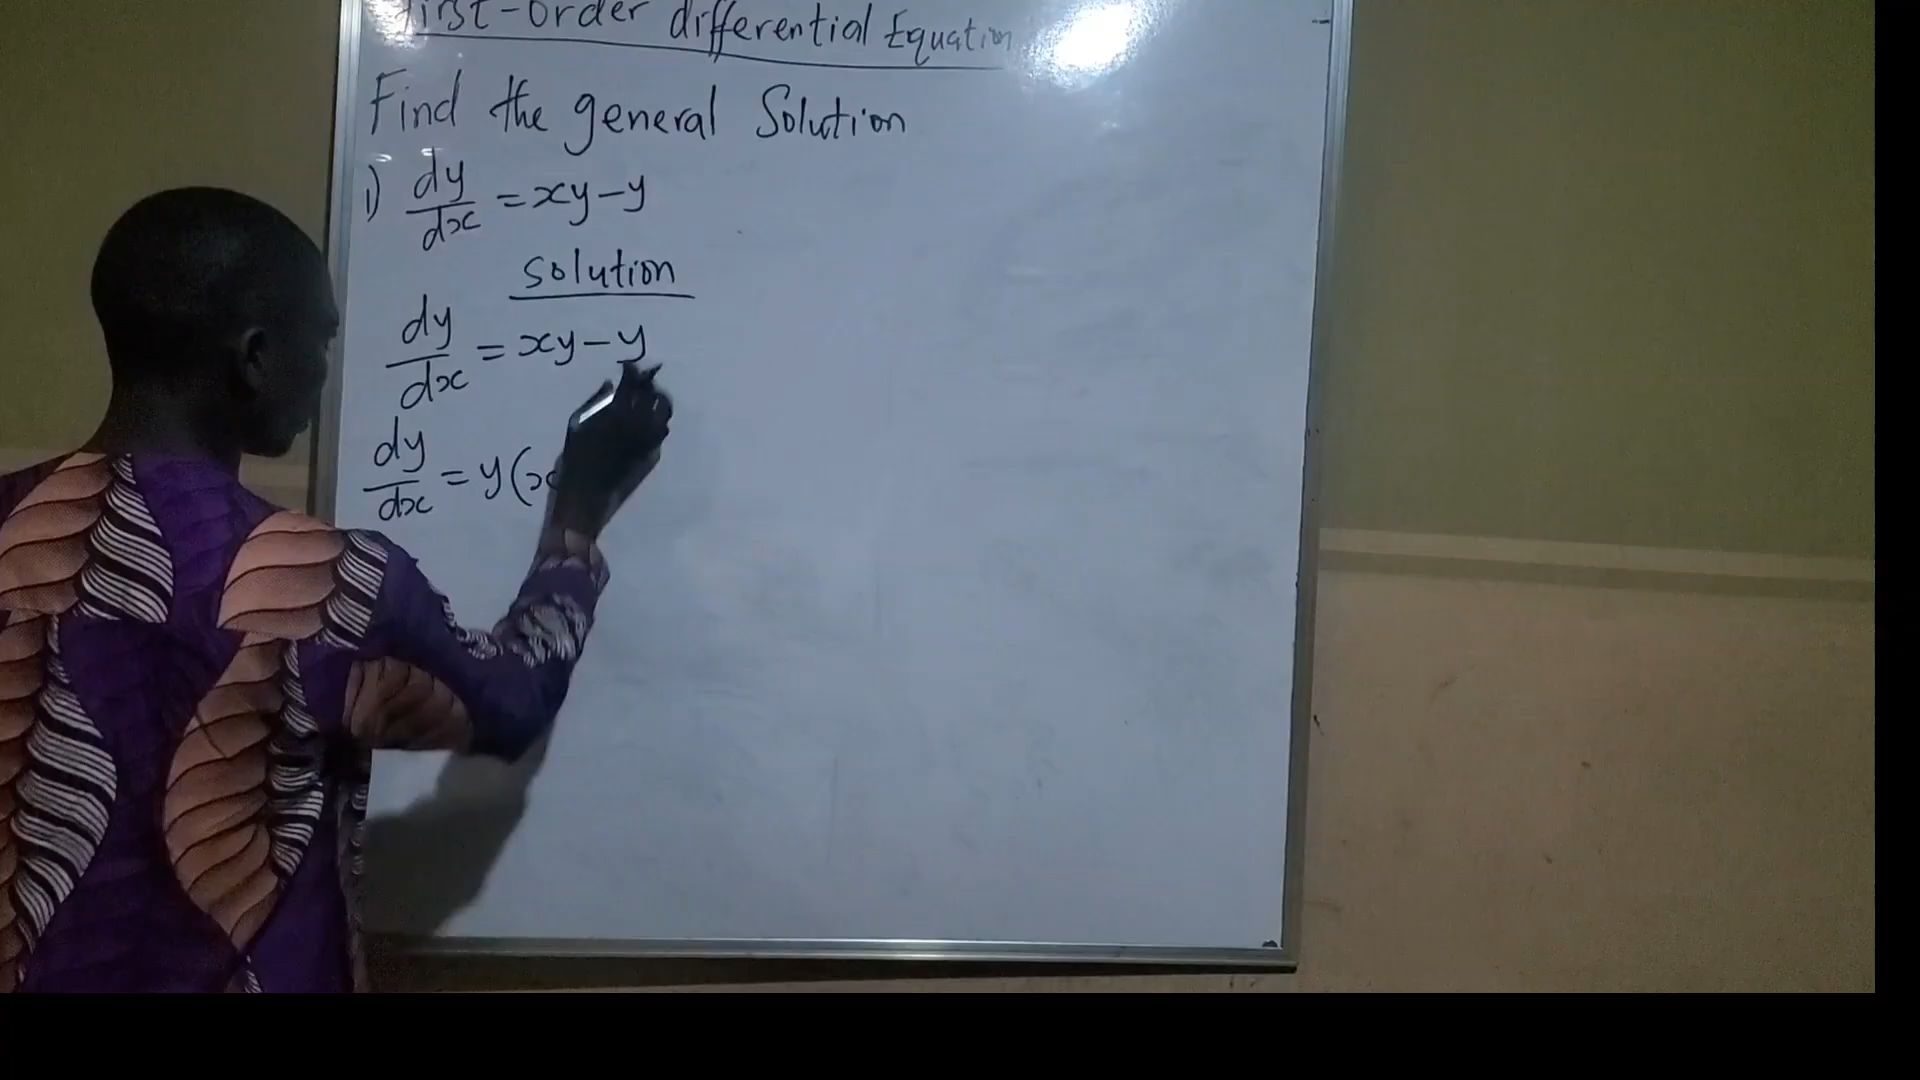 First-Order differential Equation
Find the general Solution
1) dy/dx = xy - y
solution
dy/dx = xy - y
dy/dx = y(x